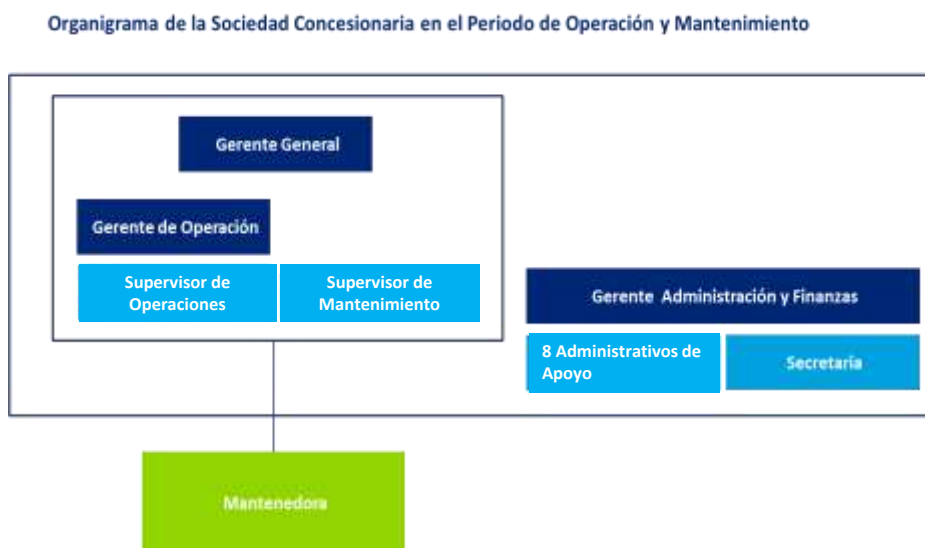 Organigrama de la Sociedad Concesionaria en el Periodo de Operación y Mantenimiento
Gerente General
Gerente de Operación
Supervisor de
Operaciones
Supervisor de
Mantenimiento
Gerente Administración y Finanzas
8 Administrativos de
Apoyo
Secretaría
Mantenedora